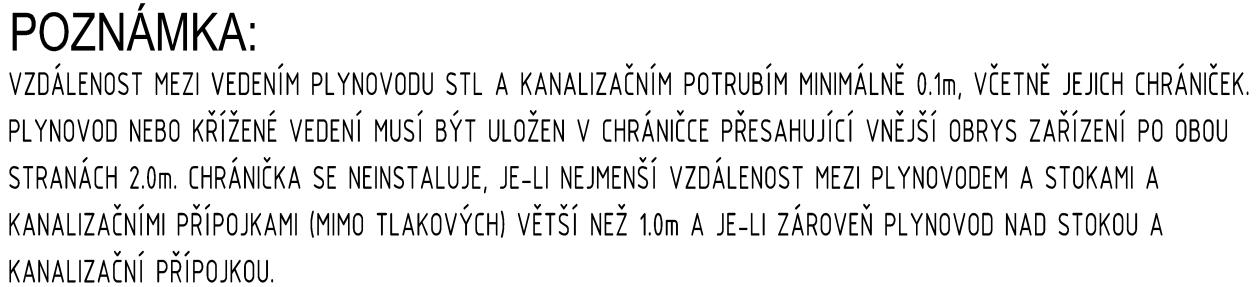 POZNÁMKA:
VZDÁLENOST MEZI VEDENÍM PLYNOVODU STL A KANALIZAČNÍM POTRUBÍM MINIMÁLNĚ 0.1m, VČETNĚ JEJICH CHRÁNIČEK.
PLYNOVOD NEBO KŘÍŽENÉ VEDENÍ MUSÍ BÝT ULOŽEN V CHRÁNIČCE PŘESAHUJÍCÍ VNĚJŠÍ OBRYS ZAŘÍZENÍ PO OBOU
STRANÁCH 2.0m. CHRÁNIČKA SE NEINSTALUJE, JE-LI NEJMENŠÍ VZDÁLENOST MEZI PLYNOVODEM A STOKAMI A
KANALIZAČNÍMI PŘÍPOJKAMI (MIMO TLAKOVÝCH) VĚTŠÍ NEŽ 1.0m A JE-LI ZÁROVEŇ PLYNOVOD NAD STOKOU A
KANALIZAČNÍ PŘÍPOJKOU.